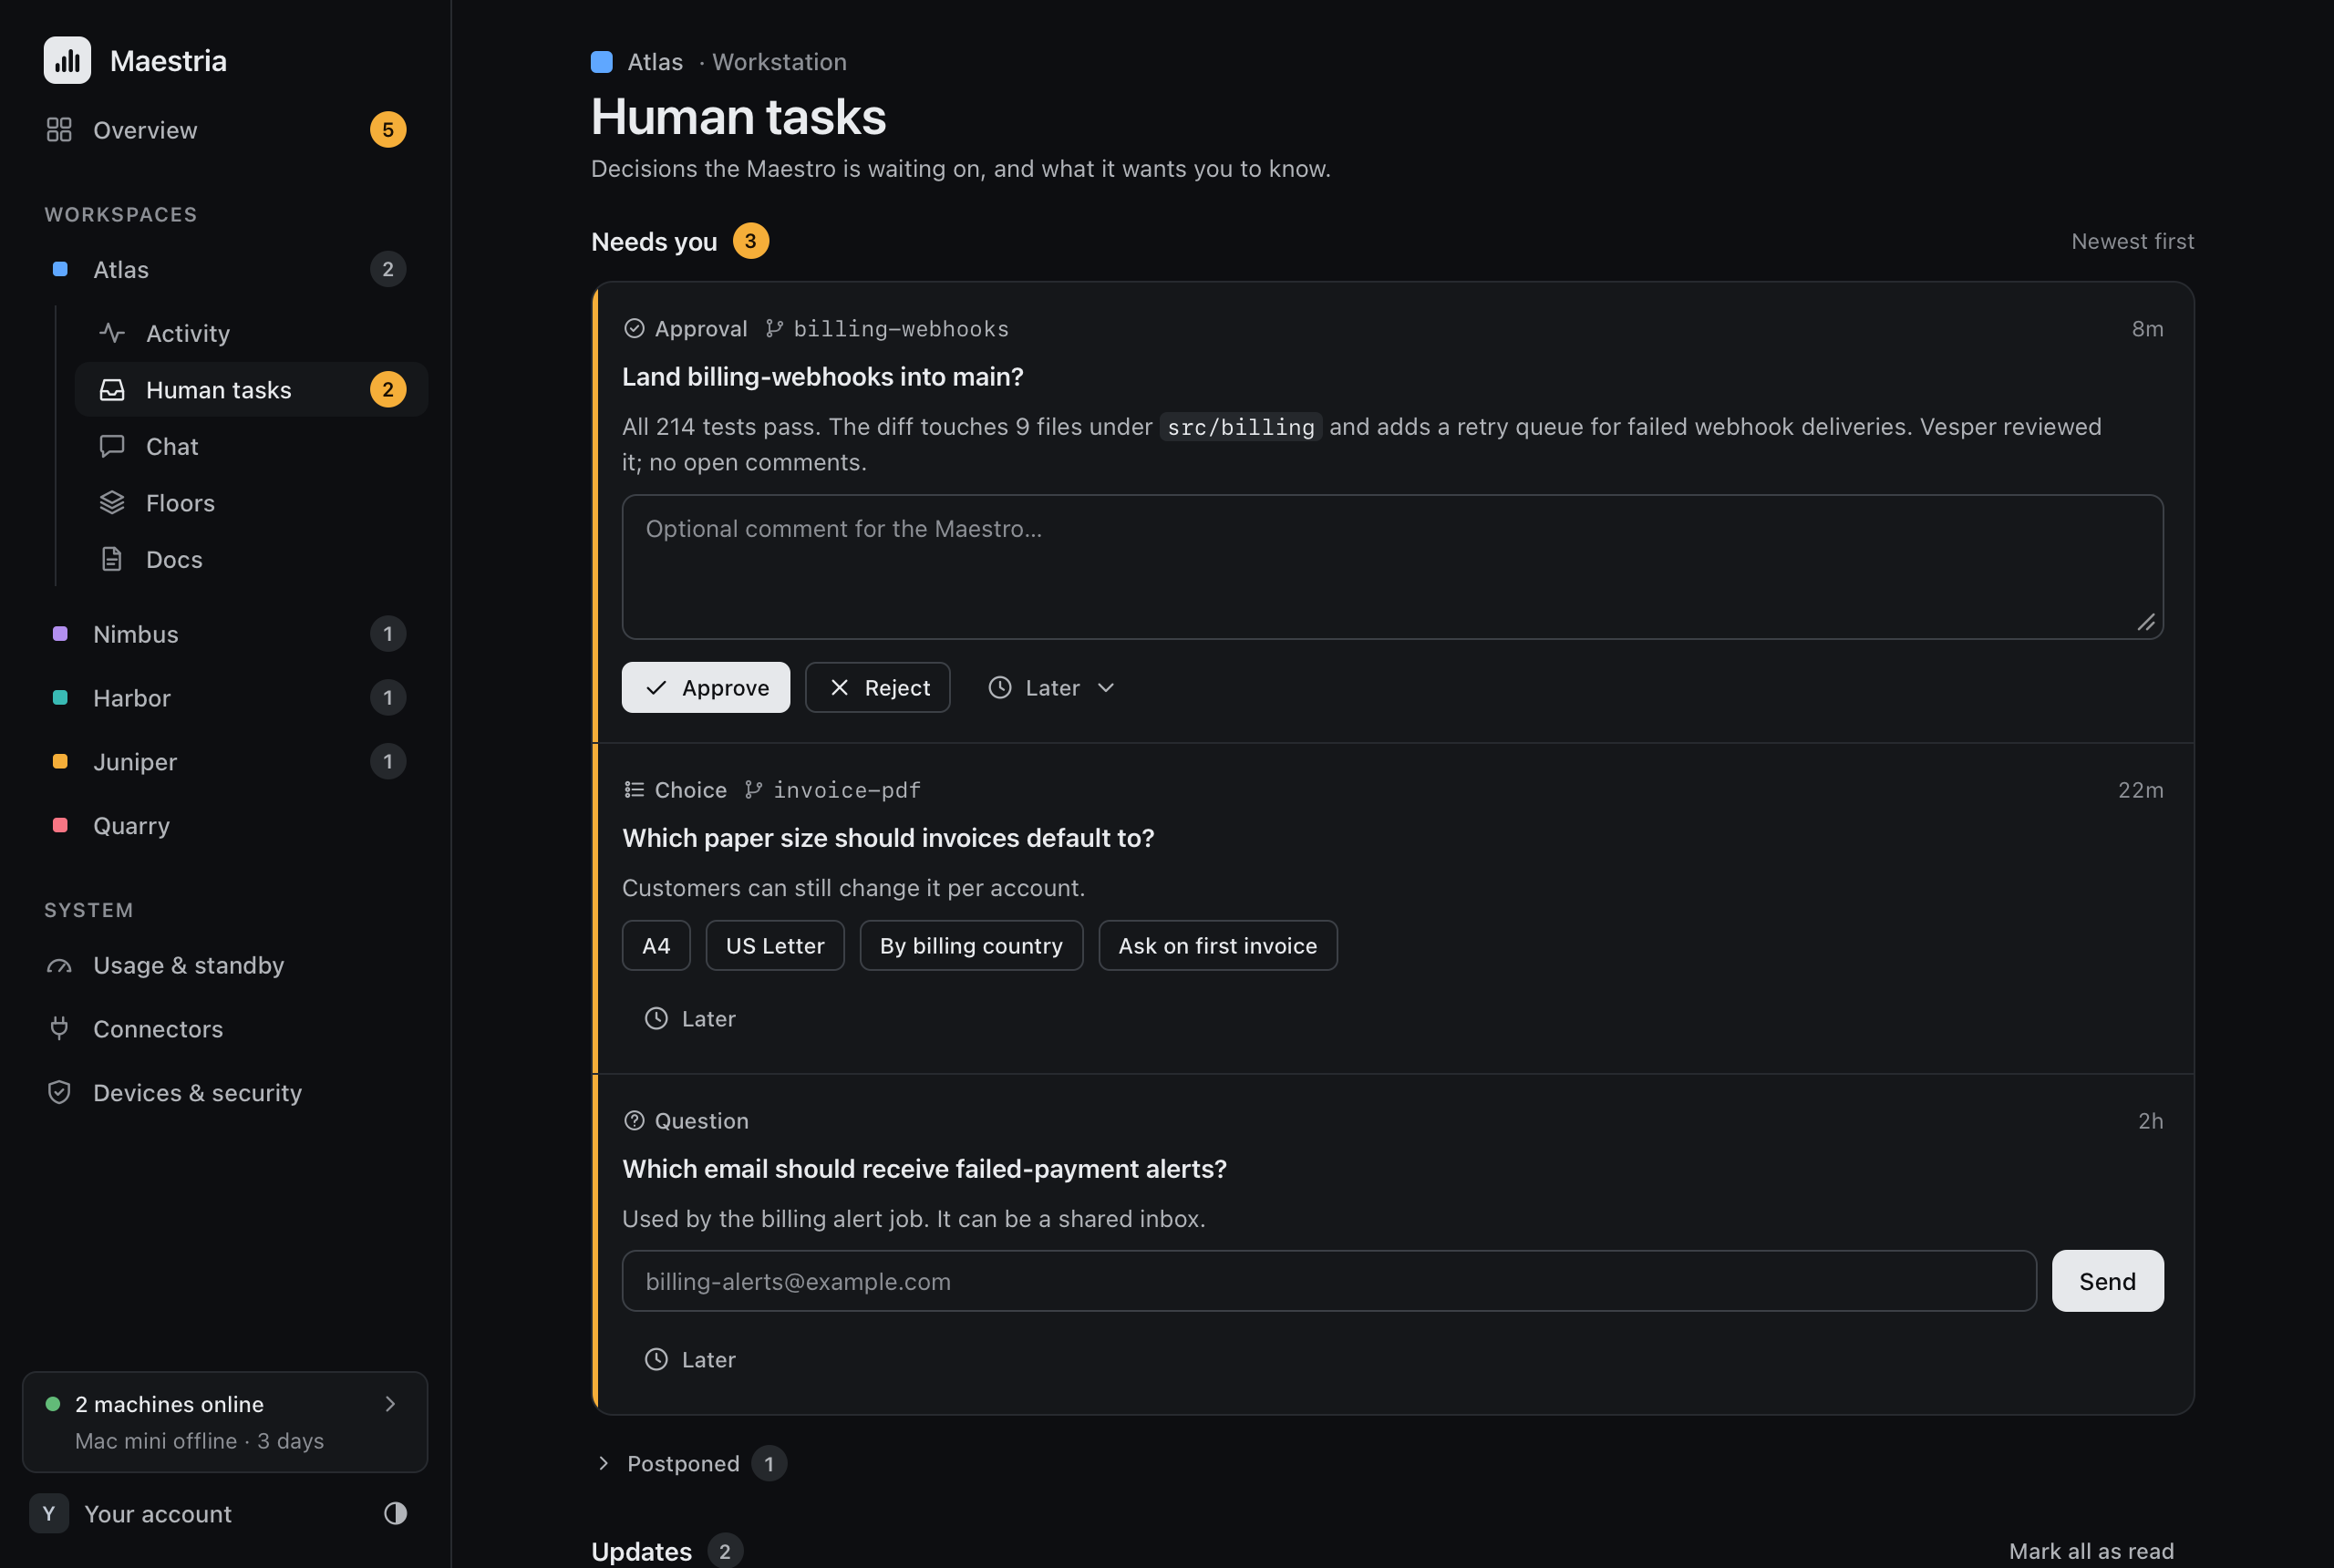 Maestria
Overview 5
WORKSPACES
Atlas 2
Activity
Human tasks 2
Chat
Floors
Docs
Nimbus 1
Harbor 1
Juniper 1
Quarry
SYSTEM
Usage & standby
Connectors
Devices & security
2 machines online
Mac mini offline · 3 days
Y Your account
Atlas · Workstation
Human tasks
Decisions the Maestro is waiting on, and what it wants you to know.
Needs you 3 Newest first
Approval billing-webhooks 8m
Land billing-webhooks into main?
All 214 tests pass. The diff touches 9 files under src/billing and adds a retry queue for failed webhook deliveries. Vesper reviewed
it; no open comments.
Optional comment for the Maestro...
Approve Reject Later
Choice invoice-pdf 22m
Which paper size should invoices default to?
Customers can still change it per account.
A4 US Letter By billing country Ask on first invoice
Later
Question 2h
Which email should receive failed-payment alerts?
Used by the billing alert job. It can be a shared inbox.
billing-alerts@example.com Send
Later
Postponed 1
Updates 2 Mark all as read